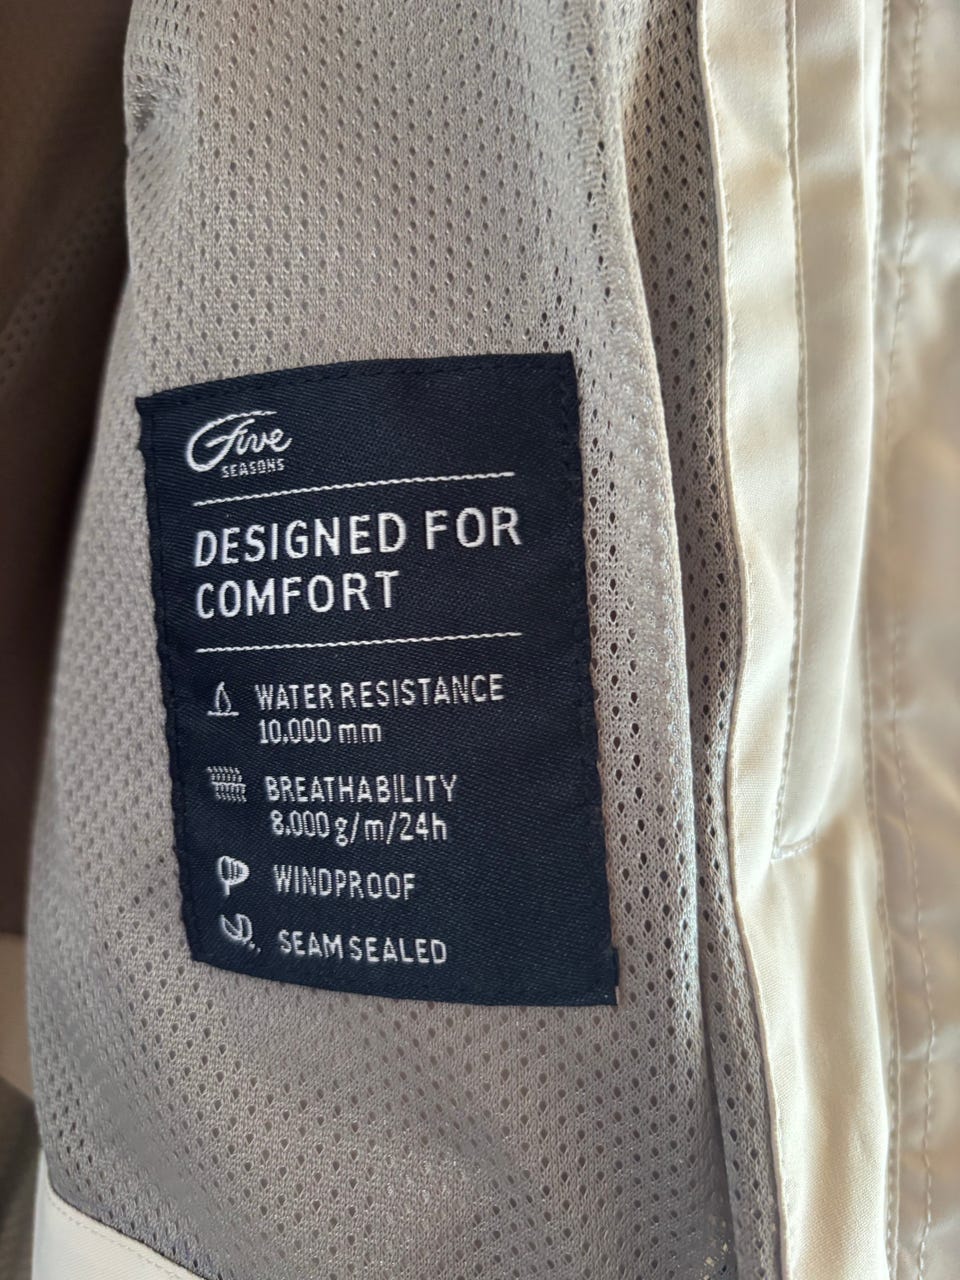 Five
SEASONS
DESIGNED FOR
COMFORT
WATER RESISTANCE
10.000 mm
BREATHABILITY
8.000 g/m/24h
WINDPROOF
SEAM SEALED